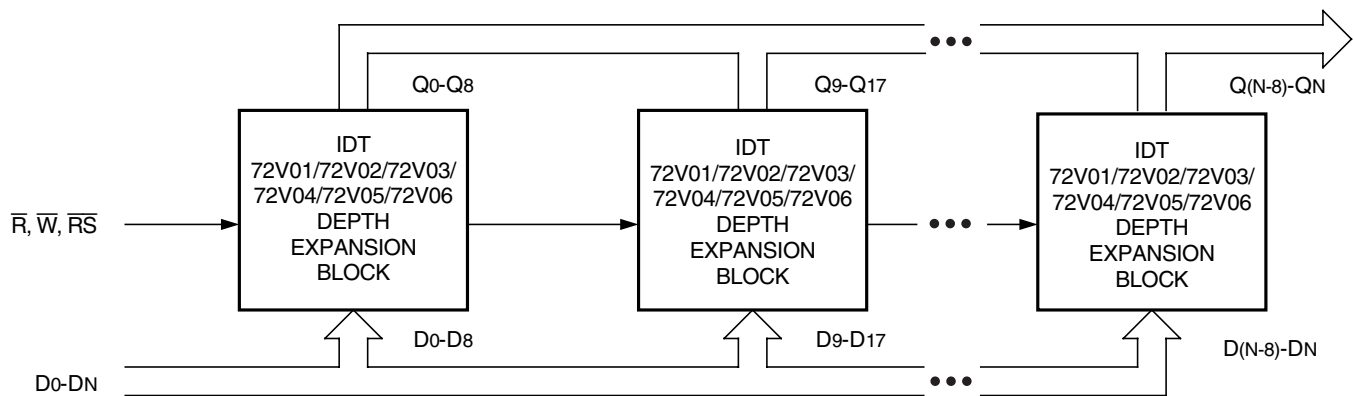 Q0-Q8
Q9-Q17
Q(N-8)-QN
IDT
72V01/72V02/72V03/
72V04/72V05/72V06
DEPTH
EXPANSION
BLOCK
IDT
72V01/72V02/72V03/
72V04/72V05/72V06
DEPTH
EXPANSION
BLOCK
IDT
72V01/72V02/72V03/
72V04/72V05/72V06
DEPTH
EXPANSION
BLOCK
R̅, W̅, R̅S̅
D0-D8
D9-D17
D(N-8)-DN
D0-DN